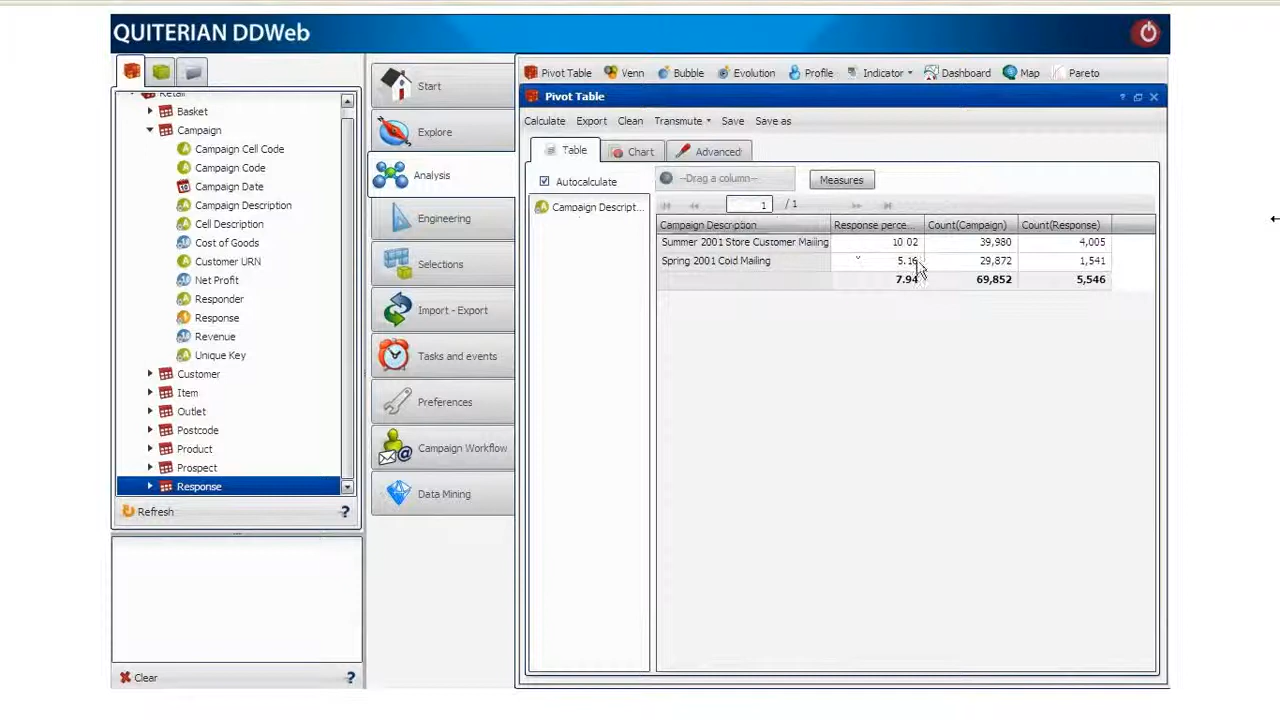 QUITERIAN DDWeb
Retail
Basket
Campaign
Campaign Cell Code
Campaign Code
Campaign Date
Campaign Description
Cell Description
Cost of Goods
Customer URN
Net Profit
Responder
Response
Revenue
Unique Key
Customer
Item
Outlet
Postcode
Product
Prospect
Response
Refresh ?
Clear ?
Start
Explore
Analysis
Engineering
Selections
Import - Export
Tasks and events
Preferences
Campaign Workflow
Data Mining
Pivot Table Venn Bubble Evolution Profile Indicator Dashboard Map Pareto
Pivot Table ?
Calculate Export Clean Transmute Save Save as
Table Chart Advanced
Autocalculate
Campaign Descript...
--Drag a column-- Measures
1 / 1
Campaign Description Response perce... Count(Campaign) Count(Response)
Summer 2001 Store Customer Mailing 10 02 39,980 4,005
Spring 2001 Cold Mailing 5.16 29,872 1,541
7.94 69,852 5,546